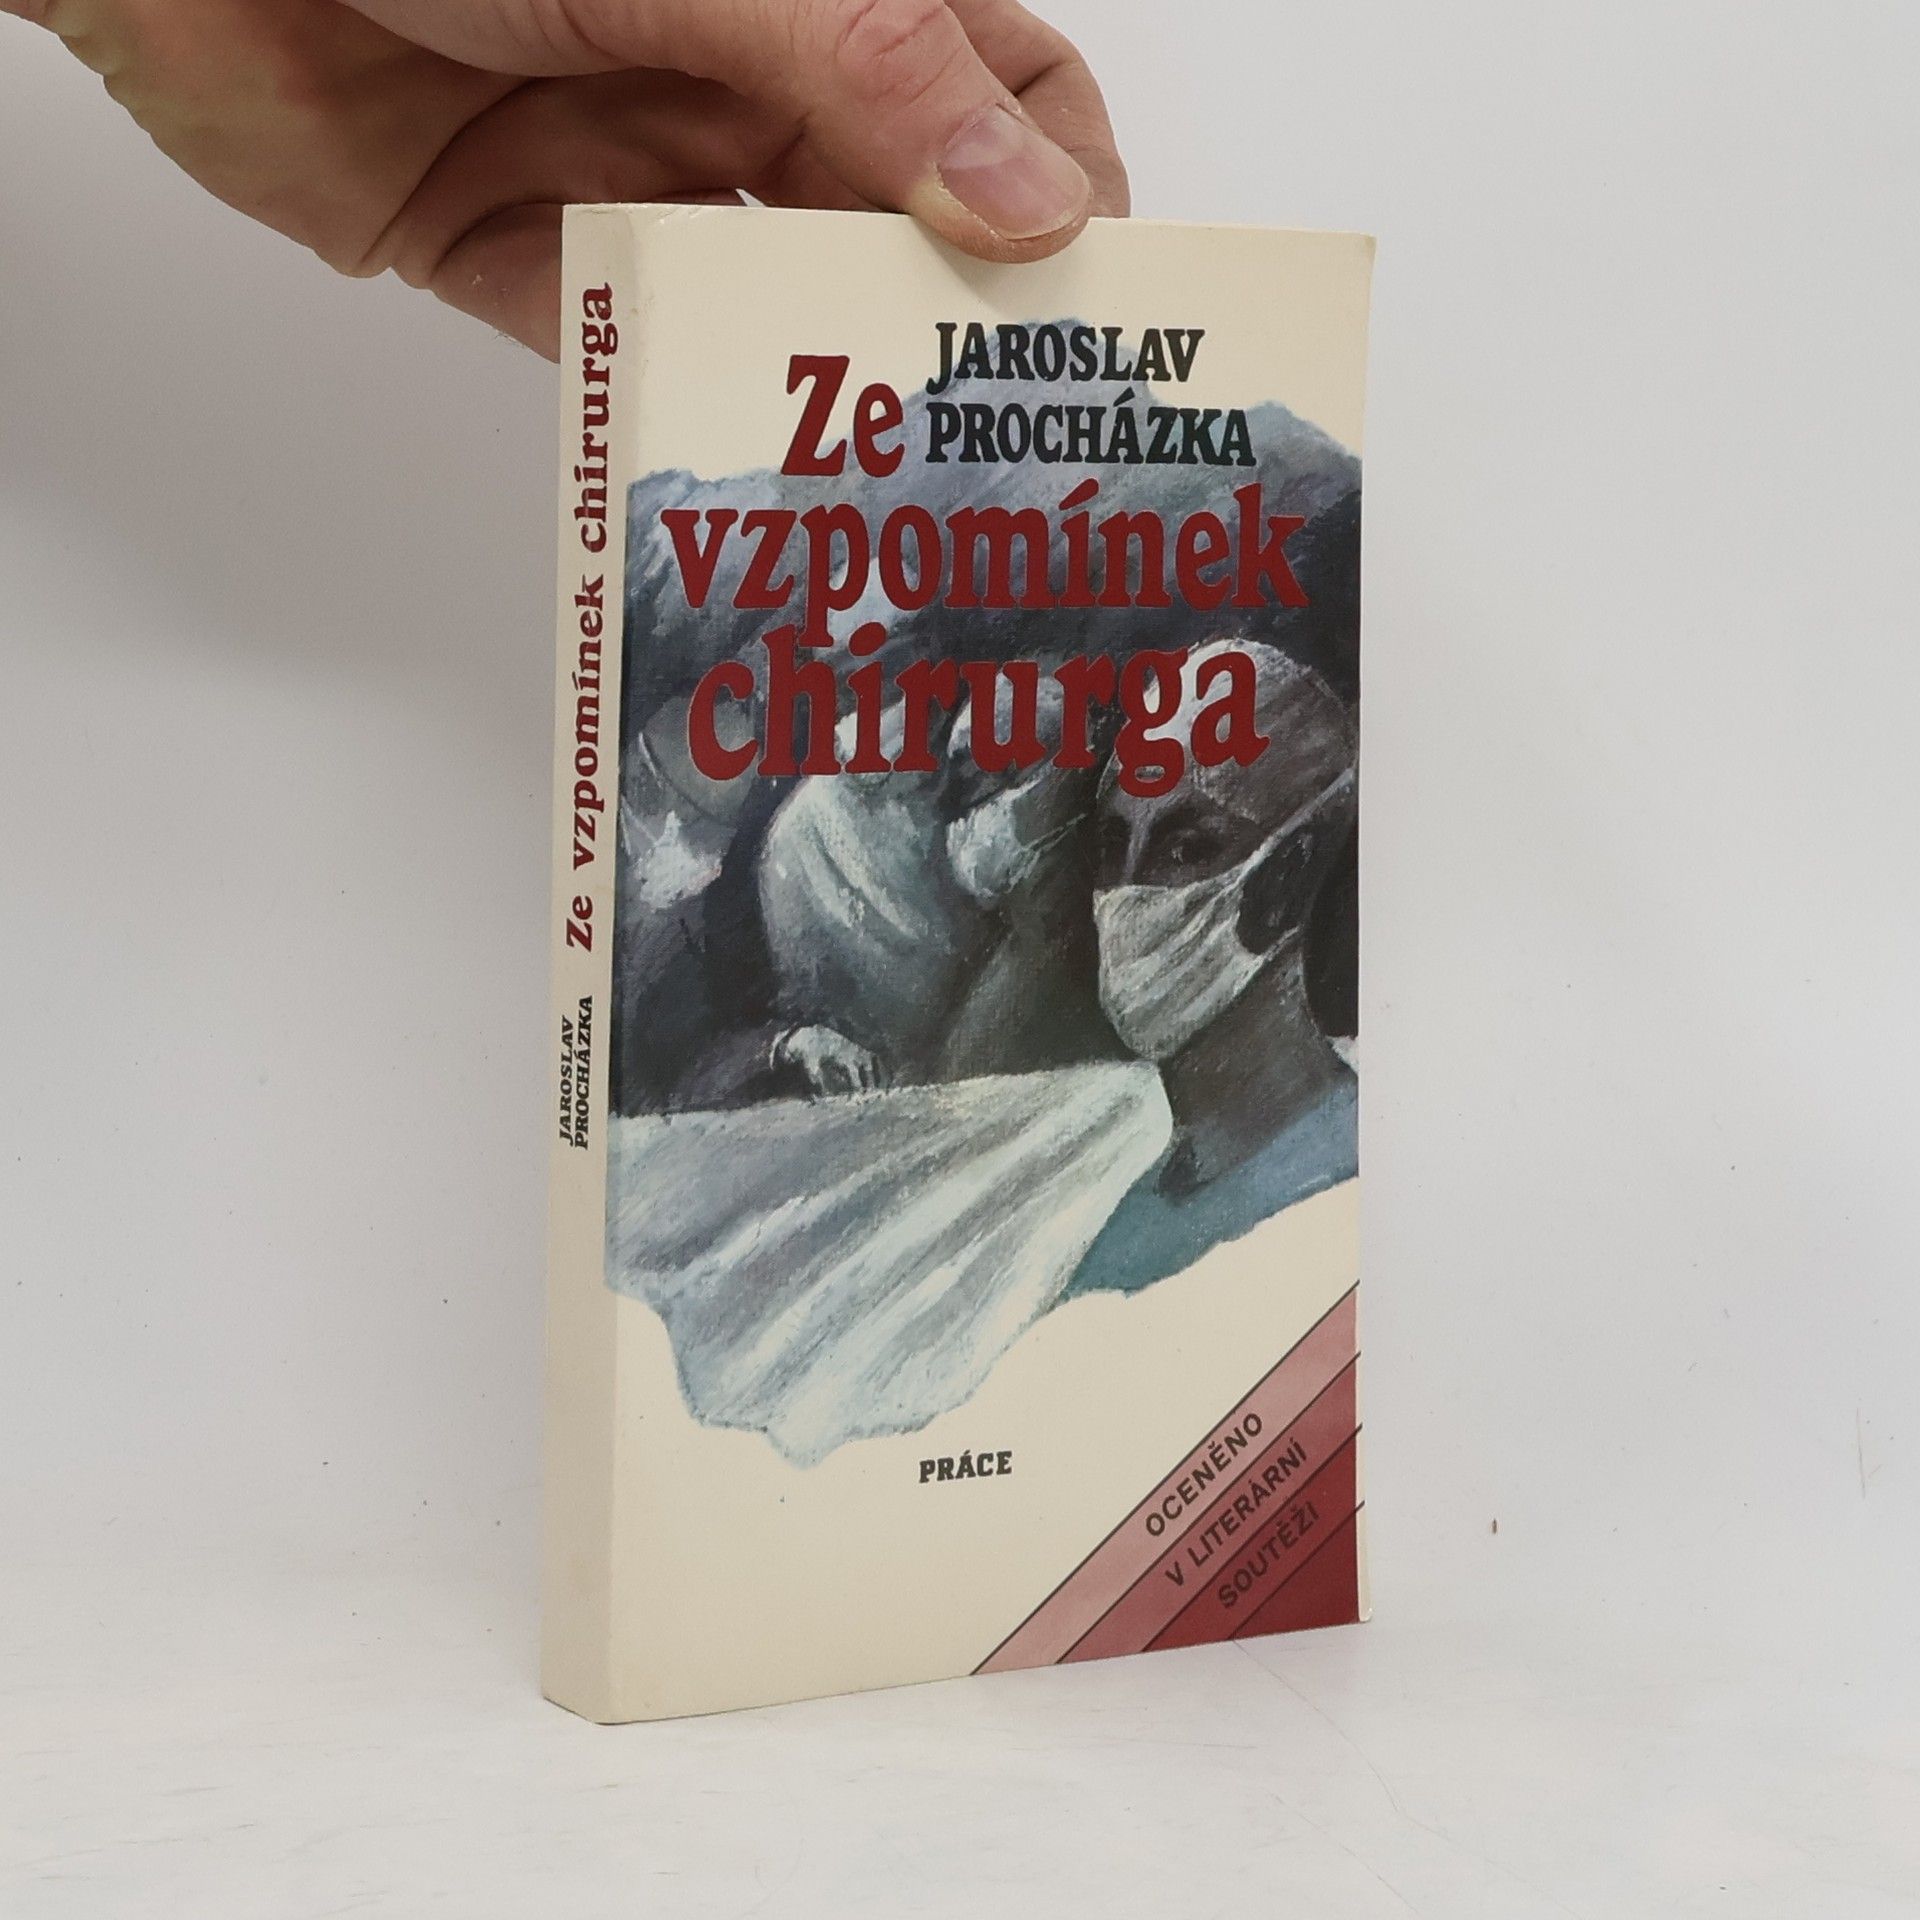 Ze vzpomínek chirurga
JAROSLAV
PROCHÁZKA
JAROSLAV
PROCHÁZKA
Ze
vzpomínek
chirurga
PRÁCE
OCENĚNO
V LITERÁRNÍ
SOUTĚŽI